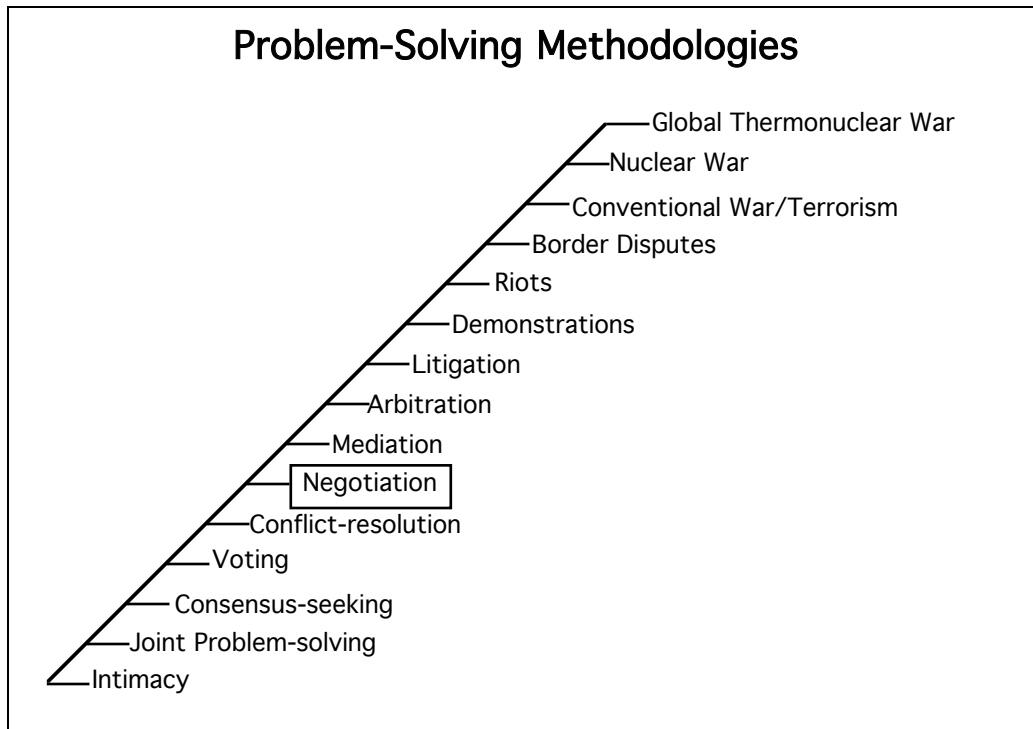 Problem-Solving Methodologies
Global Thermonuclear War
Nuclear War
Conventional War/Terrorism
Border Disputes
Riots
Demonstrations
Litigation
Arbitration
Mediation
Negotiation
Conflict-resolution
Voting
Consensus-seeking
Joint Problem-solving
Intimacy